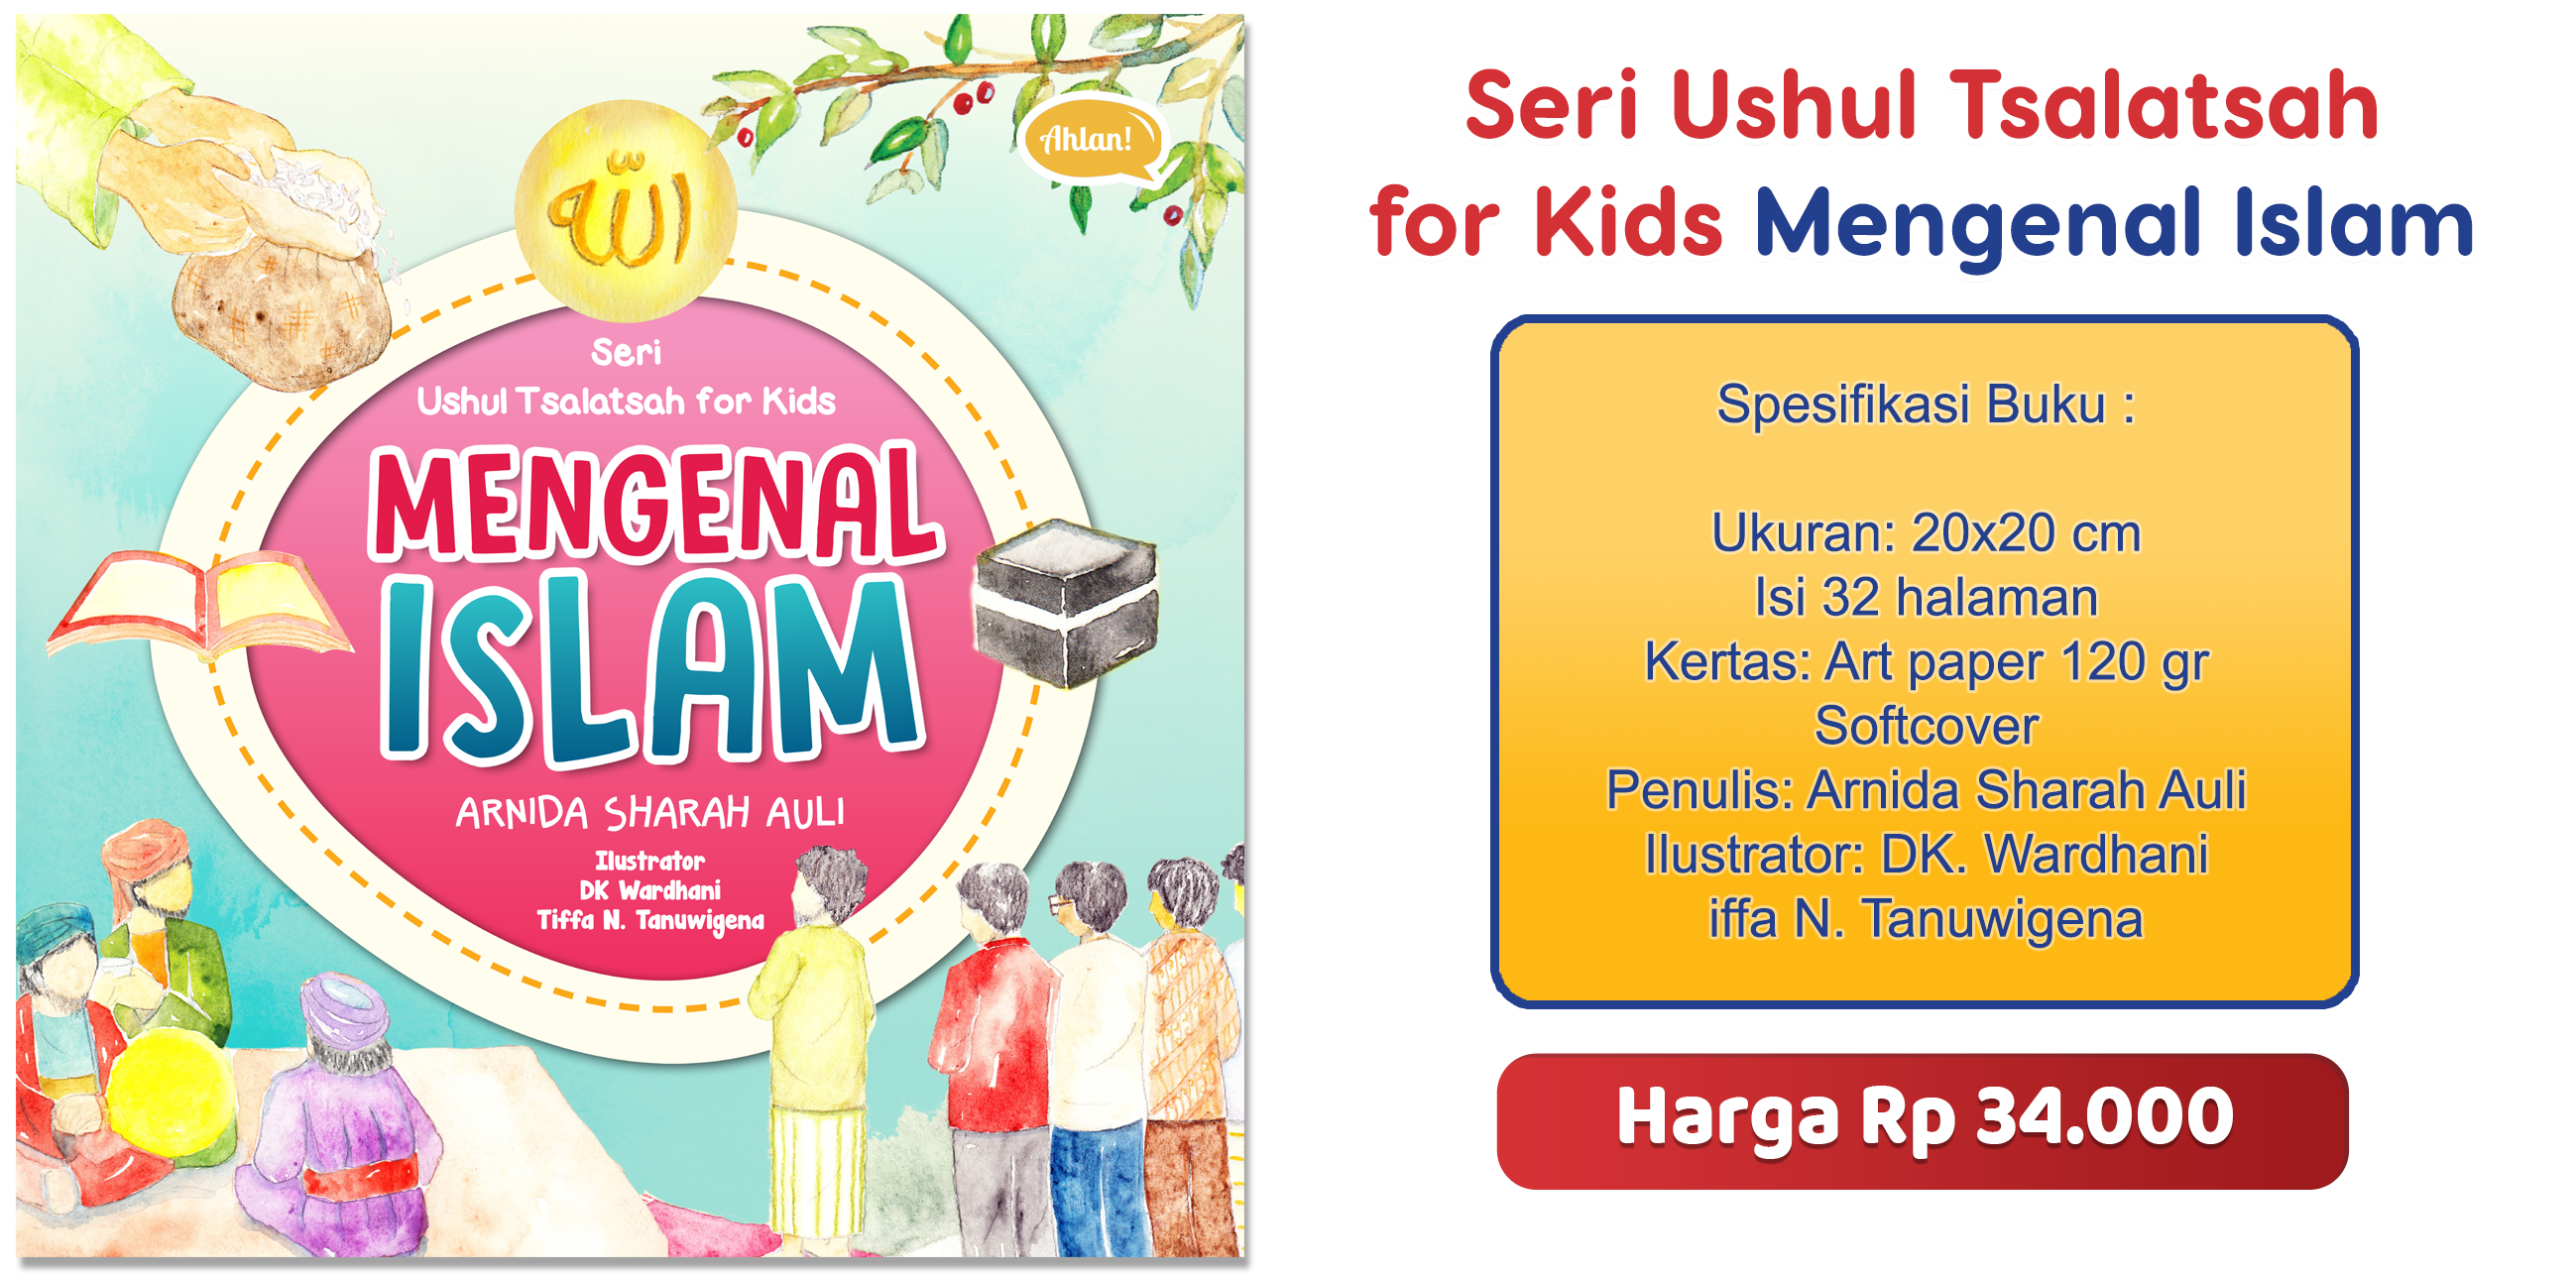 الله
Ahlan!
Seri
Ushul Tsalatsah for Kids
MENGENAL
ISLAM
ARNIDA SHARAH AULI
Ilustrator
DK Wardhani
Tiffa N. Tanuwigena
Seri Ushul Tsalatsah
for Kids Mengenal Islam
Spesifikasi Buku :
Ukuran: 20x20 cm
Isi 32 halaman
Kertas: Art paper 120 gr
Softcover
Penulis: Arnida Sharah Auli
Ilustrator: DK. Wardhani
iffa N. Tanuwigena
Harga Rp 34.000